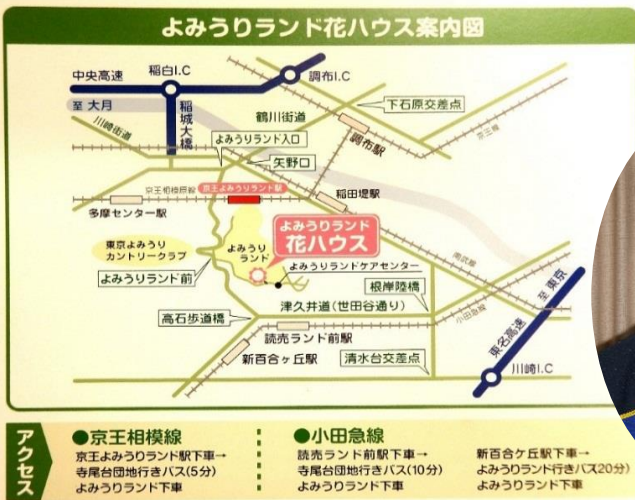 よみうりランド花ハウス案内図
中央高速
稲白I.C
調布I.C
至 大月
稲城大橋
川崎街道
鶴川街道
下石原交差点
よみうりランド入口
調布駅
京王線
矢野口
京王相模原線
京王よみうりランド駅
稲田堤駅
多摩センター駅
よみうりランド
花ハウス
東京よみうり
カントリークラブ
よみうり
ランド
よみうりランドケアセンター
南武線
よみうりランド前
根岸陸橋
至 東京
津久井道(世田谷通り)
小田急線
高石歩道橋
読売ランド前駅
東名高速
新百合ヶ丘駅
清水台交差点
川崎I.C
アクセス
●京王相模線
京王よみうりランド駅下車→
寺尾台団地行きバス(5分)
よみうりランド下車
●小田急線
読売ランド前駅下車→
寺尾台団地行きバス(10分)
よみうりランド下車
新百合ケ丘駅下車→
よみうりランド行きバス20分)
よみうりランド下車